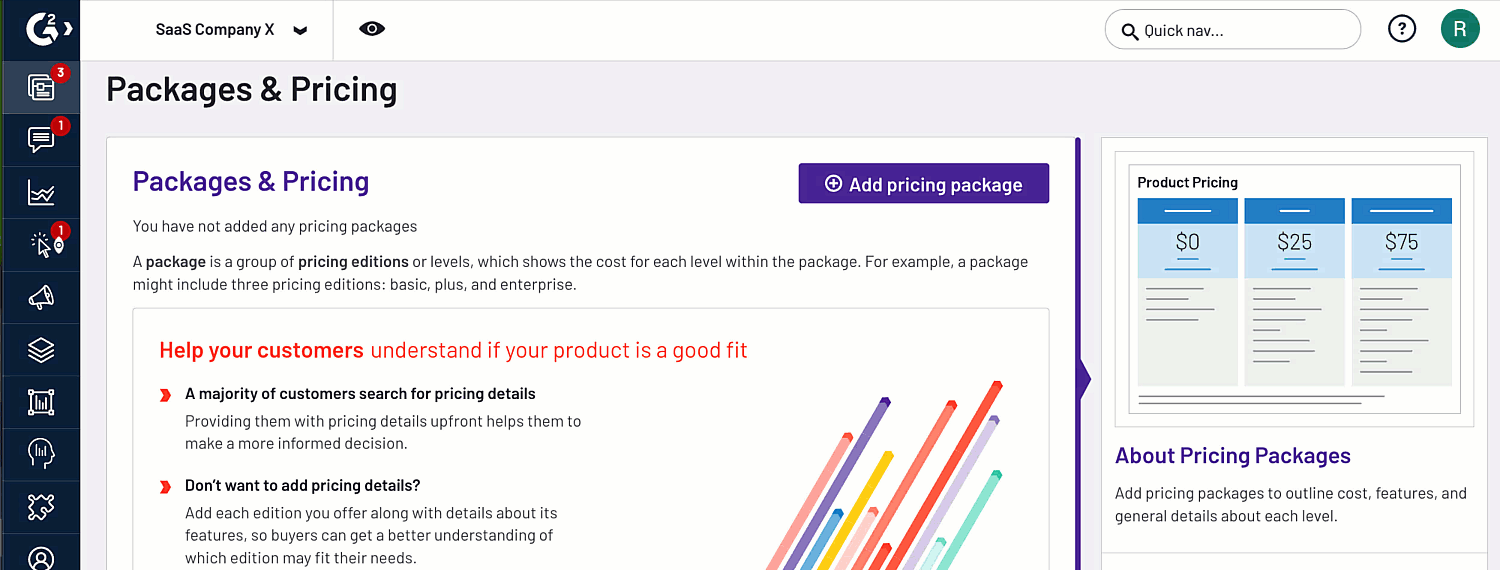 G2
SaaS Company X
Quick nav...
?
R
3
1
1
Packages & Pricing
Packages & Pricing
Add pricing package
You have not added any pricing packages
A package is a group of pricing editions or levels, which shows the cost for each level within the package. For example, a package
might include three pricing editions: basic, plus, and enterprise.
Help your customers understand if your product is a good fit
A majority of customers search for pricing details
Providing them with pricing details upfront helps them to
make a more informed decision.
Don’t want to add pricing details?
Add each edition you offer along with details about its
features, so buyers can get a better understanding of
which edition may fit their needs.
Product Pricing
$0 $25 $75
About Pricing Packages
Add pricing packages to outline cost, features, and
general details about each level.